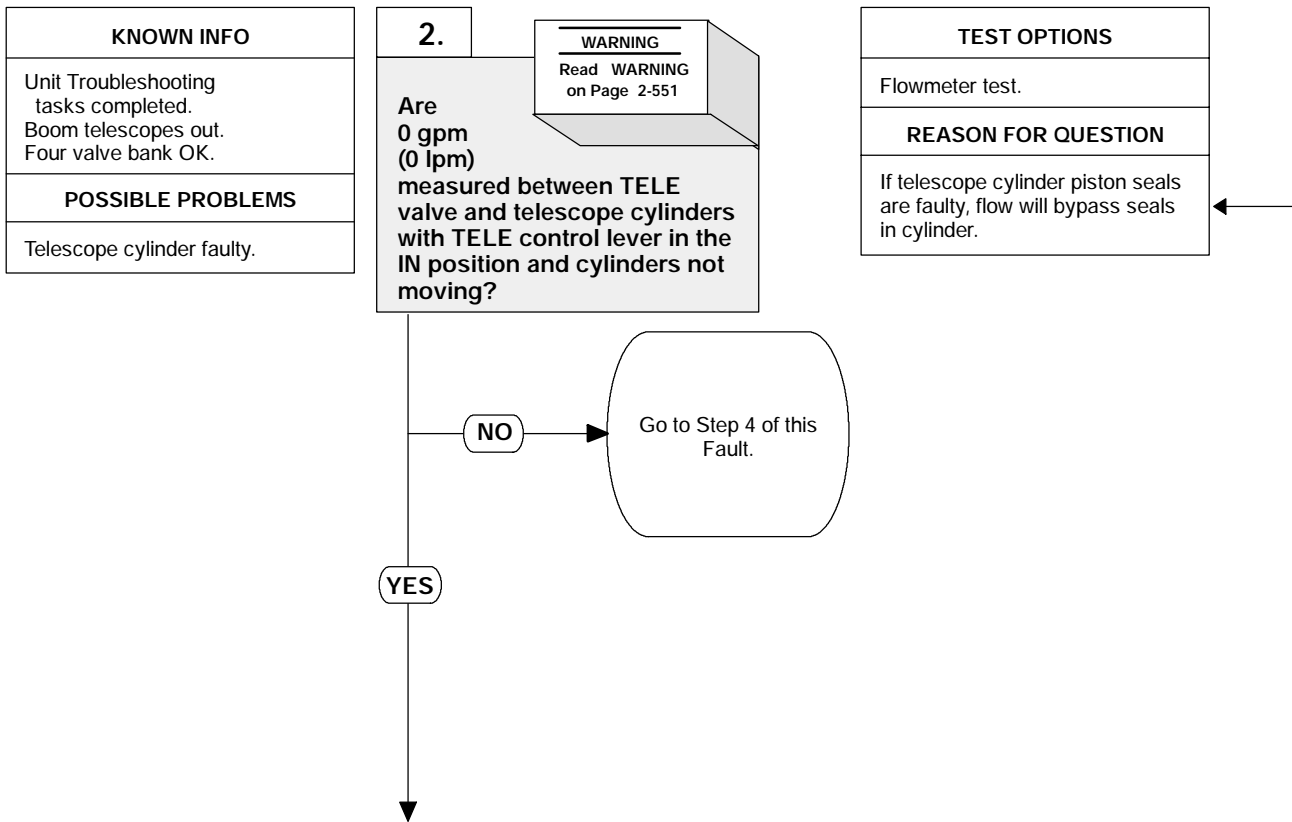 KNOWN INFO
Unit Troubleshooting
tasks completed.
Boom telescopes out.
Four valve bank OK.
POSSIBLE PROBLEMS
Telescope cylinder faulty.
2.
WARNING
Read WARNING
on Page 2-551
Are
0 gpm
(0 lpm)
measured between TELE
valve and telescope cylinders
with TELE control lever in the
IN position and cylinders not
moving?
TEST OPTIONS
Flowmeter test.
REASON FOR QUESTION
If telescope cylinder piston seals
are faulty, flow will bypass seals
in cylinder.
NO
Go to Step 4 of this
Fault.
YES